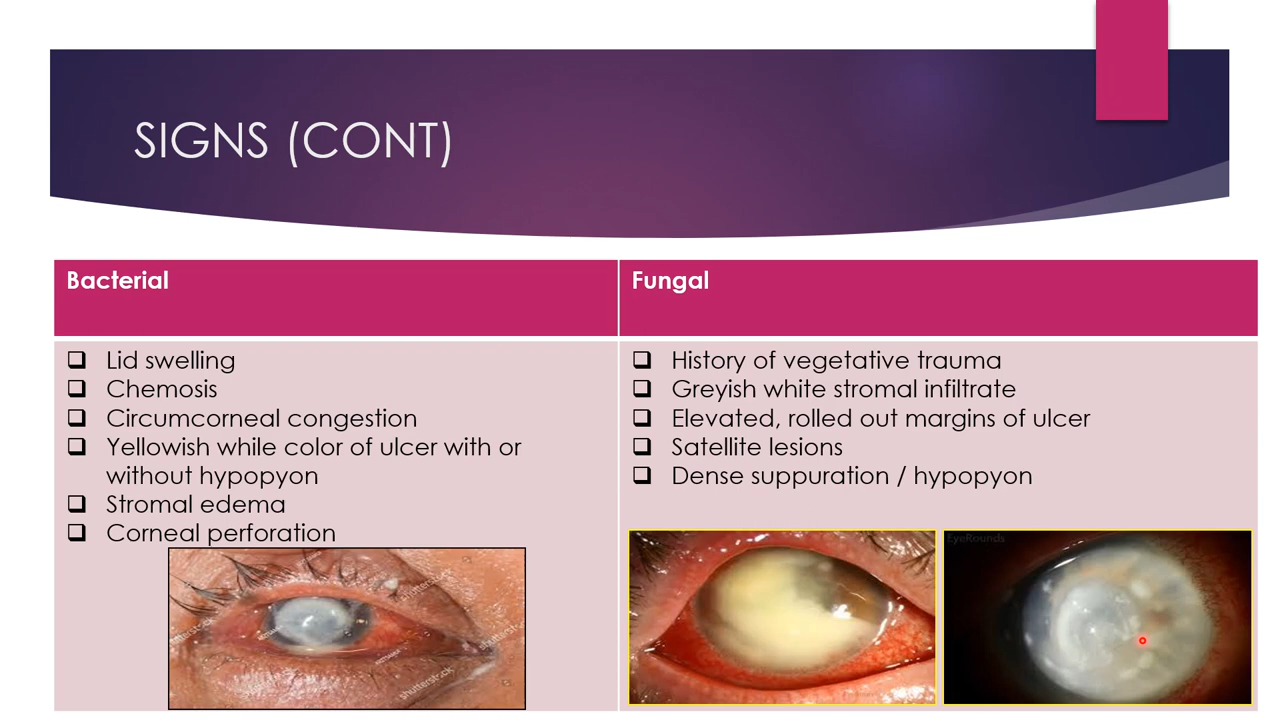 SIGNS (CONT)
Bacterial
Lid swelling
Chemosis
Circumcorneal congestion
Yellowish while color of ulcer with or
without hypopyon
Stromal edema
Corneal perforation
Fungal
History of vegetative trauma
Greyish white stromal infiltrate
Elevated, rolled out margins of ulcer
Satellite lesions
Dense suppuration / hypopyon
EyeRounds
shutterstock